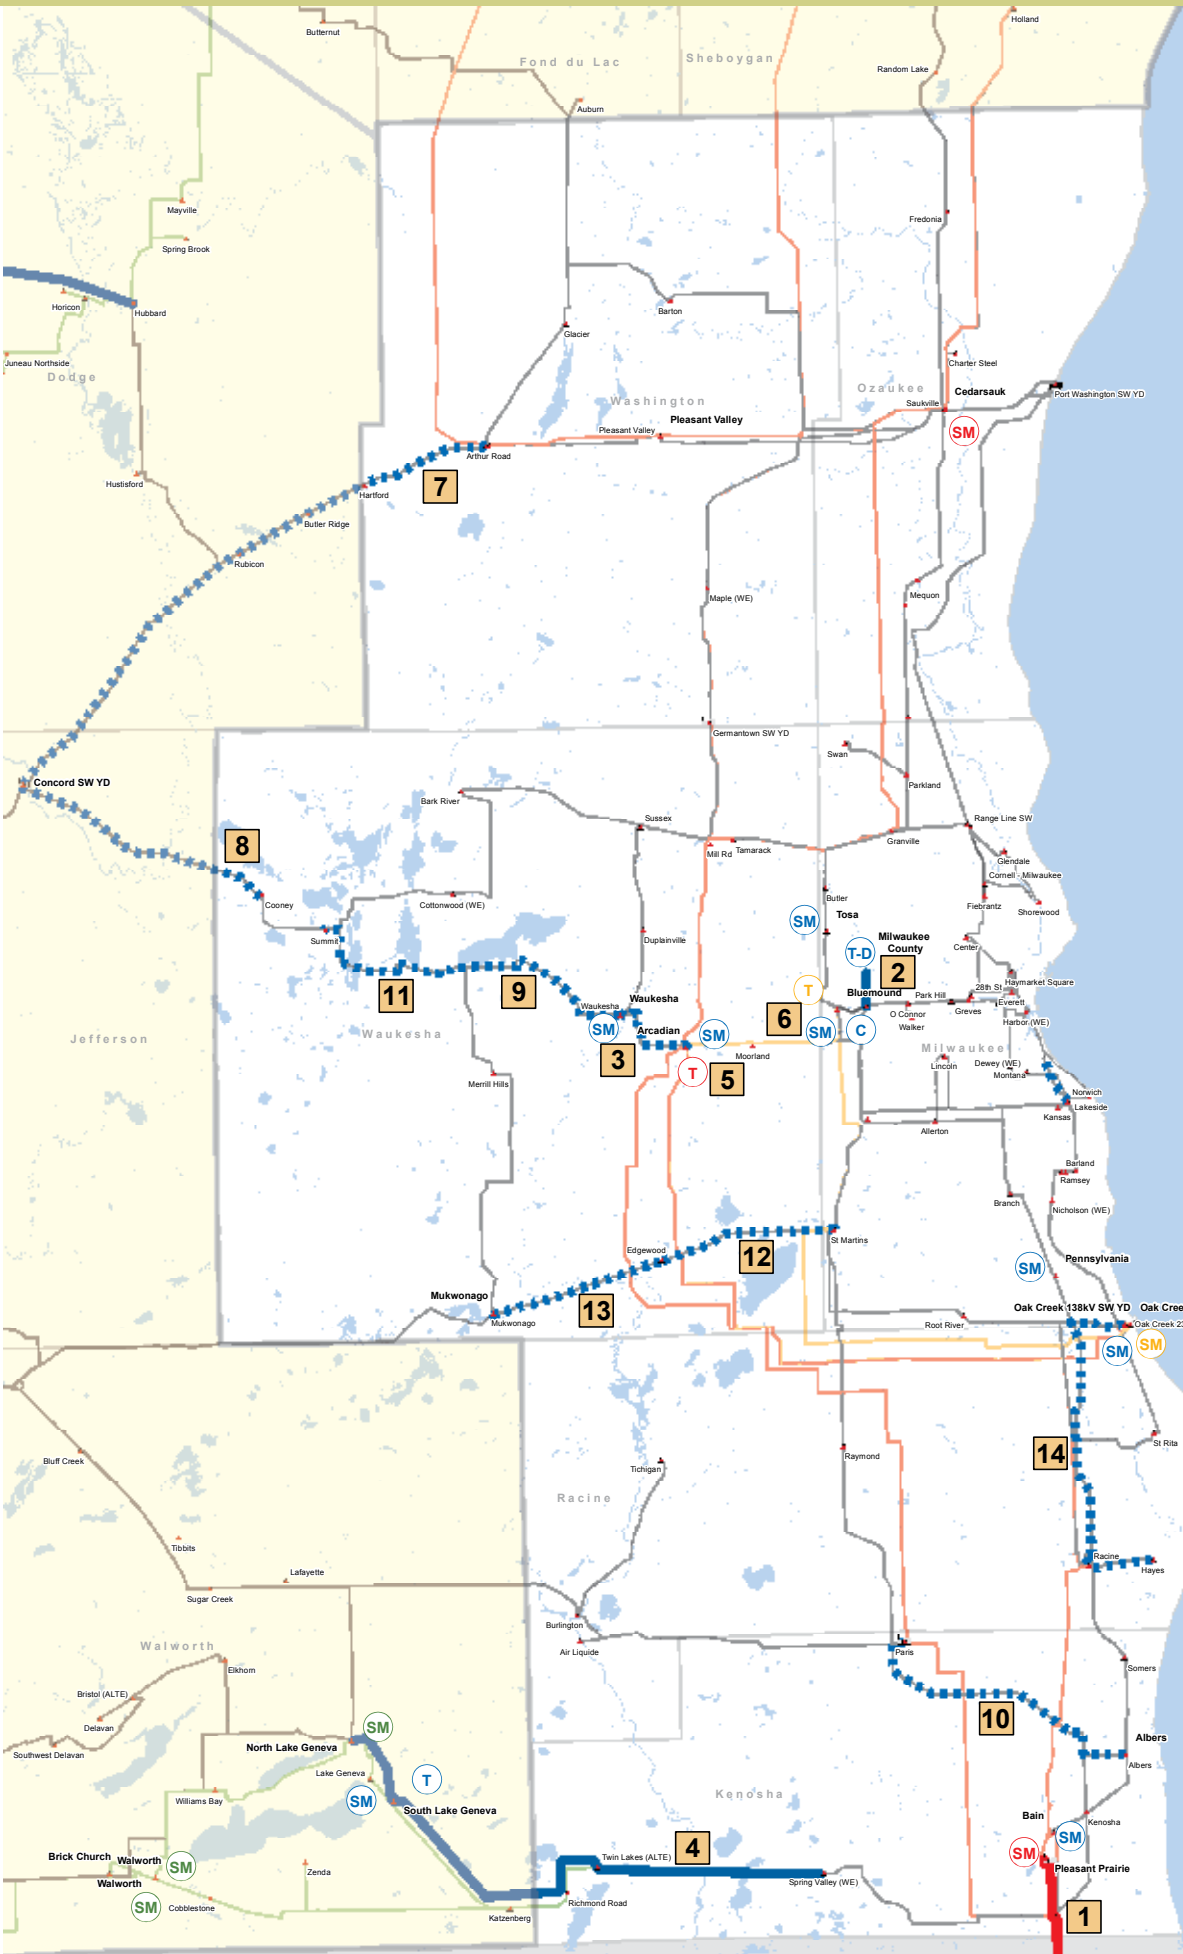 Holland
Butternut
Fond du Lac
Sheboygan
Random Lake
Auburn
Mayville
Fredonia
Spring Brook
Horicon
Hubbard
Barton
Glacier
Juneau Northside
Charter Steel
Dodge
Ozaukee
Cedarsauk
Port Washington SW YD
Washington
Saukville
Pleasant Valley
Pleasant Valley
SM
Arthur Road
Hustisford
7
Hartford
Butler Ridge
Rubicon
Mequon
Maple (WE)
Germantown SW YD
Swan
Concord SW YD
Parkland
Bark River
Sussex
Range Line SW
8
Granville
Mill Rd
Tamarack
Glendale
Cornell - Milwaukee
Butler
Cooney
Cottonwood (WE)
Fiebrantz
Shorewood
SM
Tosa
Summit
Duplainville
Milwaukee
County
Center
T-D
2
Haymarket Square
11
9
T
Bluemound
28th St
Park Hill
Everett
Waukesha
Waukesha
Greves
O Connor
Harbor (WE)
6
Walker
SM
Arcadian
SM
SM
C
Waukesha
Jefferson
3
Moorland
Milwaukee
Dewey (WE)
Lincoln
Montana
T
5
Merrill Hills
Norwich
Lakeside
Kansas
Allerton
Barland
Ramsey
Branch
Nicholson (WE)
St Martins
Edgewood
12
Pennsylvania
SM
Mukwonago
13
Oak Creek 138kV SW YD
Oak Cree
Mukwonago
Root River
Oak Creek 23
SM
SM
St Rita
14
Bluff Creek
Raymond
Tichigan
Racine
Tibbits
Racine
Hayes
Lafayette
Sugar Creek
Burlington
Walworth
Air Liquide
Paris
Elkhorn
Somers
Bristol (ALTE)
10
Delavan
SM
Albers
North Lake Geneva
Southwest Delavan
Albers
Lake Geneva
T
Williams Bay
SM
South Lake Geneva
Kenosha
Bain
Kenosha
SM
4
Brick Church
Walworth
Twin Lakes (ALTE)
SM
SM
Zenda
Pleasant Prairie
Walworth
Spring Valley (WE)
SM
Cobblestone
Richmond Road
Katzenberg
1